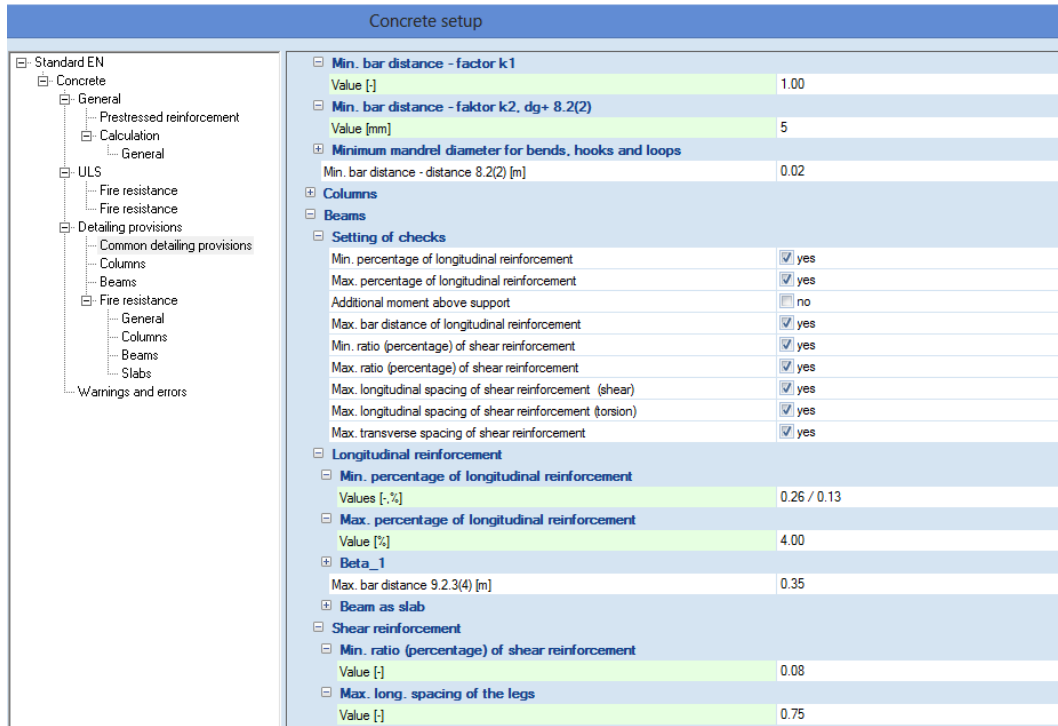 Concrete setup
Standard EN
Concrete
General
Prestressed reinforcement
Calculation
General
ULS
Fire resistance
Fire resistance
Detailing provisions
Common detailing provisions
Columns
Beams
Fire resistance
General
Columns
Beams
Slabs
Warnings and errors
Min. bar distance - factor k1
Value [-] 1.00
Min. bar distance - faktor k2, dg+ 8.2(2)
Value [mm] 5
Minimum mandrel diameter for bends, hooks and loops
Min. bar distance - distance 8.2(2) [m] 0.02
Columns
Beams
Setting of checks
Min. percentage of longitudinal reinforcement yes
Max. percentage of longitudinal reinforcement yes
Additional moment above support no
Max. bar distance of longitudinal reinforcement yes
Min. ratio (percentage) of shear reinforcement yes
Max. ratio (percentage) of shear reinforcement yes
Max. longitudinal spacing of shear reinforcement (shear) yes
Max. longitudinal spacing of shear reinforcement (torsion) yes
Max. transverse spacing of shear reinforcement yes
Longitudinal reinforcement
Min. percentage of longitudinal reinforcement
Values [-,%] 0.26 / 0.13
Max. percentage of longitudinal reinforcement
Value [%] 4.00
Beta_1
Max. bar distance 9.2.3(4) [m] 0.35
Beam as slab
Shear reinforcement
Min. ratio (percentage) of shear reinforcement
Value [-] 0.08
Max. long. spacing of the legs
Value [-] 0.75